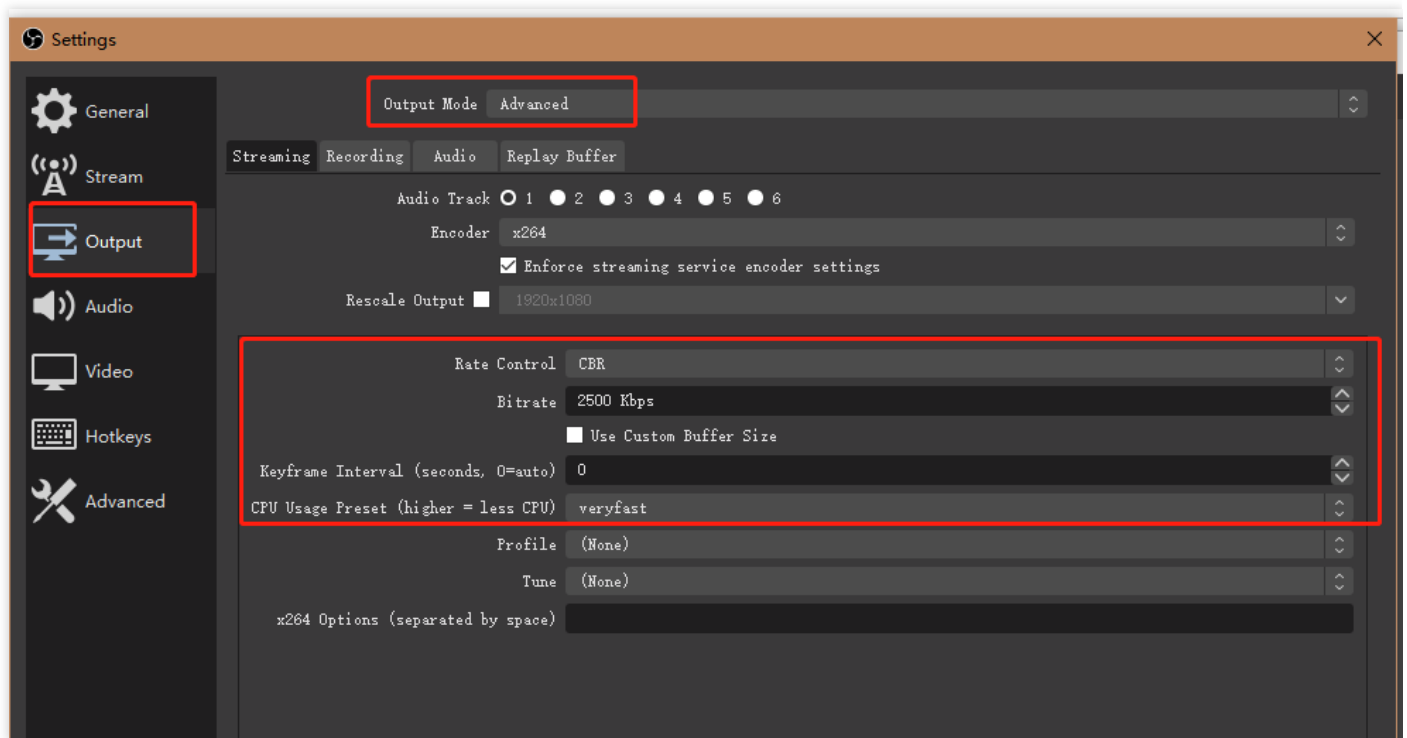 Settings
General
Stream
Output
Audio
Video
Hotkeys
Advanced
Output Mode Advanced
Streaming Recording Audio Replay Buffer
Audio Track 1 2 3 4 5 6
Encoder x264
Enforce streaming service encoder settings
Rescale Output 1920x1080
Rate Control CBR
Bitrate 2500 Kbps
Use Custom Buffer Size
Keyframe Interval (seconds, 0=auto) 0
CPU Usage Preset (higher = less CPU) veryfast
Profile (None)
Tune (None)
x264 Options (separated by space)